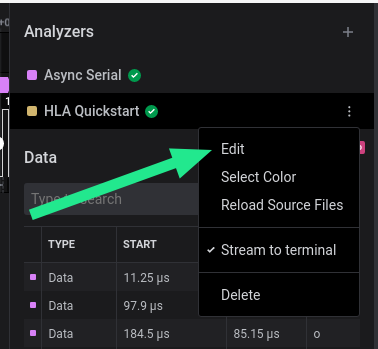 Analyzers
Async Serial
HLA Quickstart
Data
Type to search
Edit
Select Color
Reload Source Files
Stream to terminal
Delete
TYPE START
Data 11.25 µs
Data 97.9 µs
Data 184.5 µs 85.15 µs o